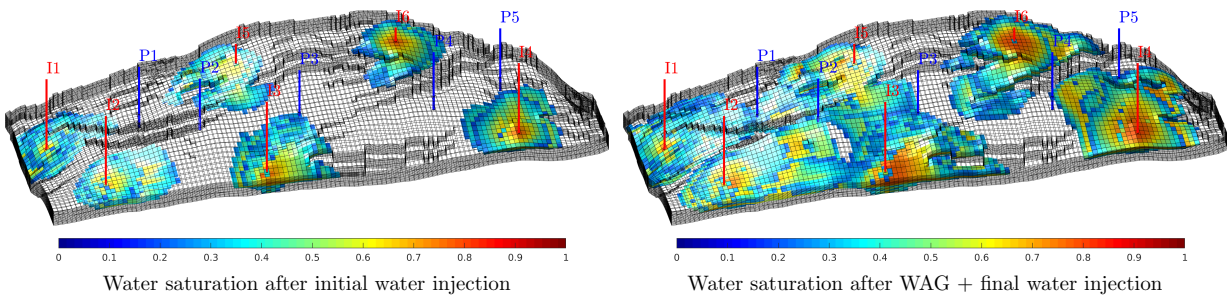 I6
P5
I5
P4
P1
P3
I1
P2
I4
I2
I3
0 0.1 0.2 0.3 0.4 0.5 0.6 0.7 0.8 0.9 1
Water saturation after initial water injection
I6
P5
I5
P4
P1
P3
I1
P2
I4
I2
I3
0 0.1 0.2 0.3 0.4 0.5 0.6 0.7 0.8 0.9 1
Water saturation after WAG + final water injection